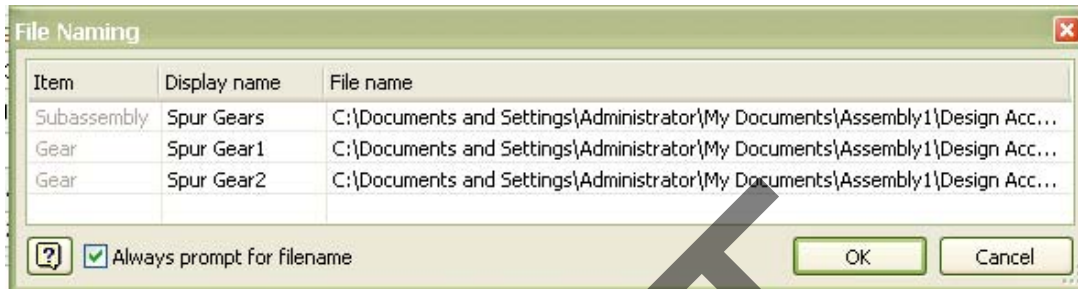 File Naming
Item Display name File name
Subassembly Spur Gears C:\Documents and Settings\Administrator\My Documents\Assembly1\Design Acc...
Gear Spur Gear1 C:\Documents and Settings\Administrator\My Documents\Assembly1\Design Acc...
Gear Spur Gear2 C:\Documents and Settings\Administrator\My Documents\Assembly1\Design Acc...
? Always prompt for filename OK Cancel